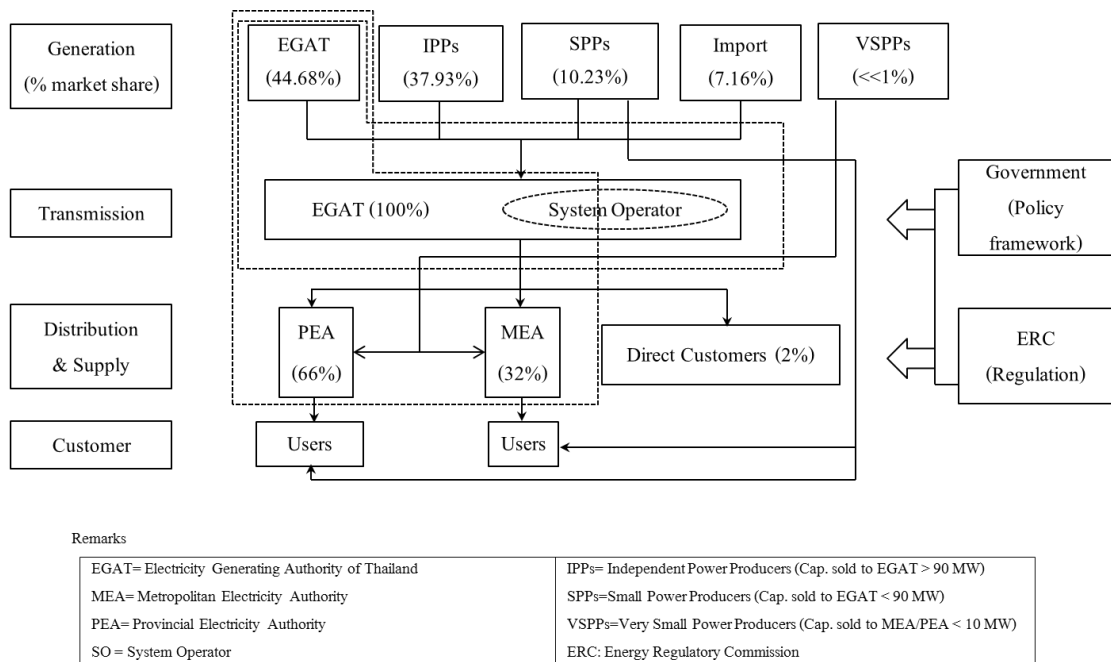 Generation
(% market share)
EGAT
(44.68%)
IPPs
(37.93%)
SPPs
(10.23%)
Import
(7.16%)
VSPPs
(<<1%)
Transmission
EGAT (100%)
System Operator
Government
(Policy
framework)
Distribution
& Supply
PEA
(66%)
MEA
(32%)
Direct Customers (2%)
ERC
(Regulation)
Customer
Users
Users
Remarks
EGAT= Electricity Generating Authority of Thailand
MEA= Metropolitan Electricity Authority
PEA= Provincial Electricity Authority
SO = System Operator
IPPs= Independent Power Producers (Cap. sold to EGAT > 90 MW)
SPPs=Small Power Producers (Cap. sold to EGAT < 90 MW)
VSPPs=Very Small Power Producers (Cap. sold to MEA/PEA < 10 MW)
ERC: Energy Regulatory Commission